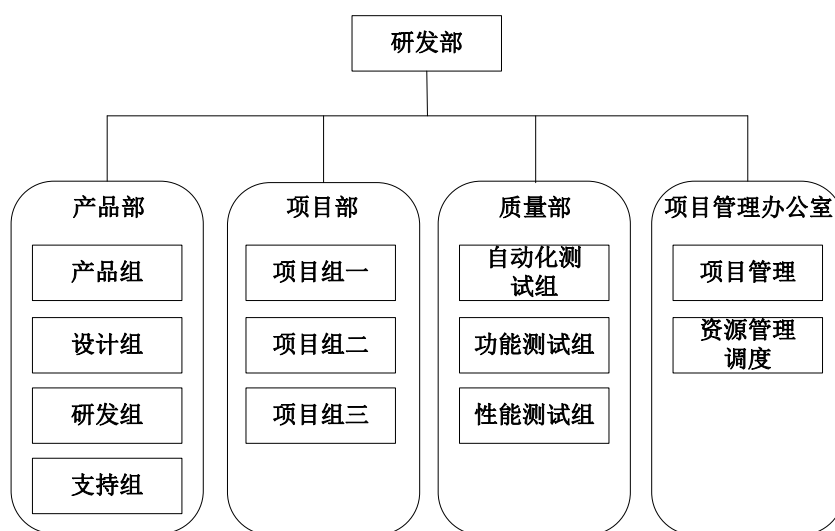 研发部
产品部
产品组
设计组
研发组
支持组
项目部
项目组一
项目组二
项目组三
质量部
自动化测
试组
功能测试组
性能测试组
项目管理办公室
项目管理
资源管理
调度